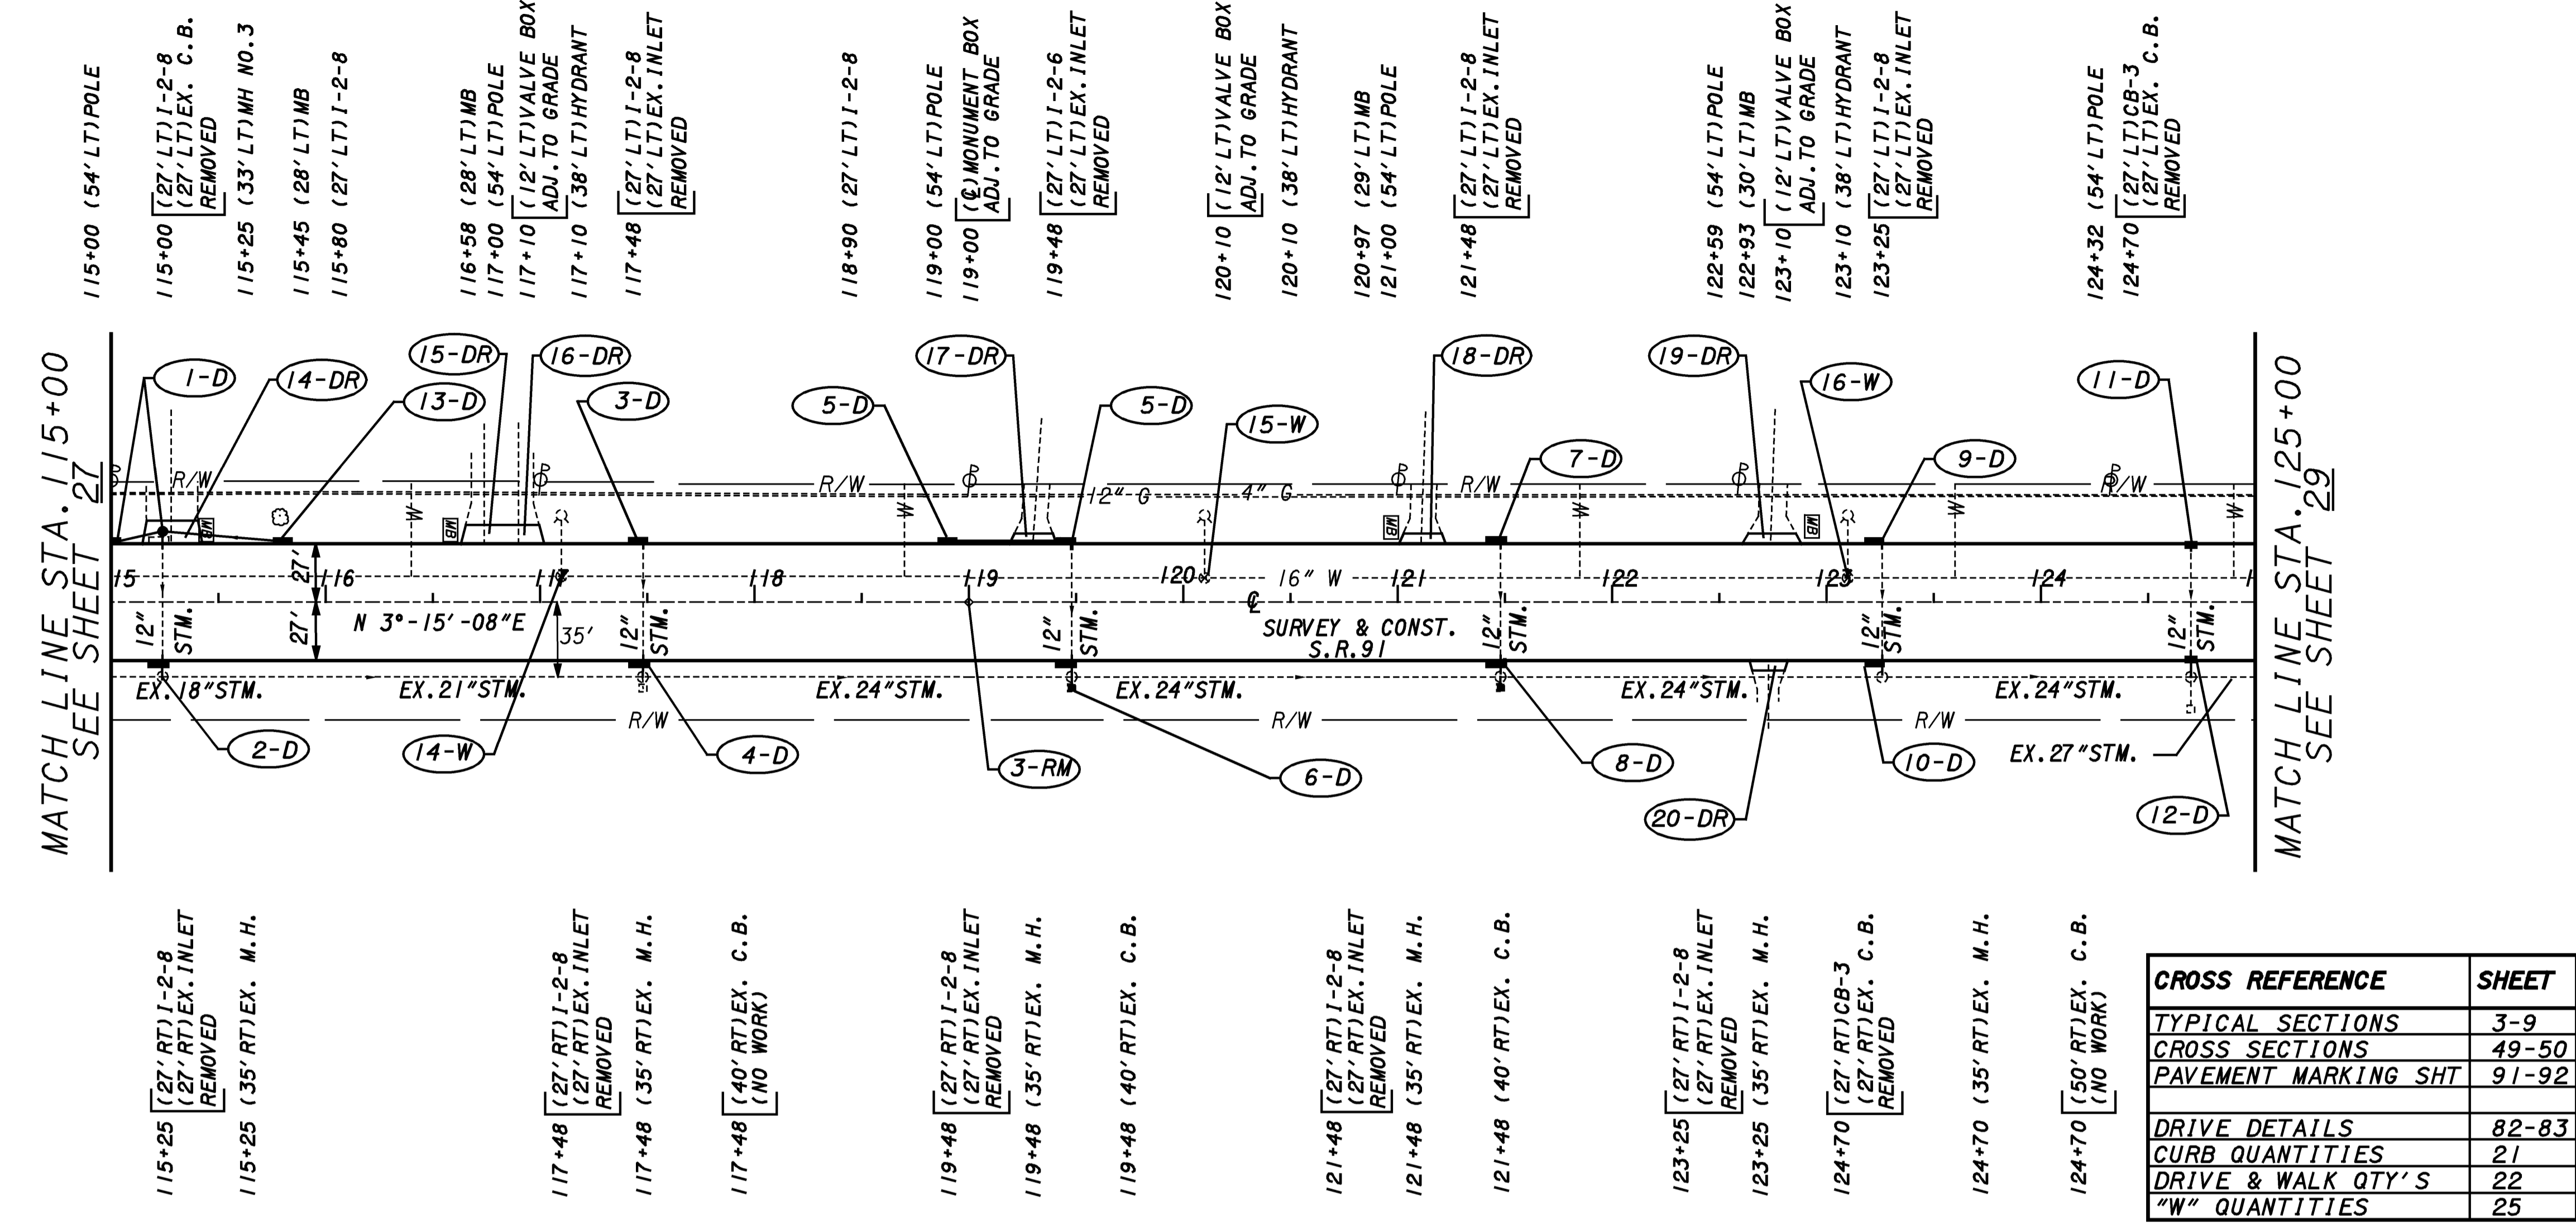 115+00 (54' LT)POLE
115+00 (27' LT)I-2-8
(27' LT)EX. C.B.
REMOVED
115+25 (33' LT)MH NO.3
115+45 (28' LT)MB
115+80 (27' LT)I-2-8
116+58 (28' LT)MB
117+00 (54' LT)POLE
117+10 (12' LT)VALVE BOX
ADJ. TO GRADE
117+10 (38' LT)HYDRANT
117+48 (27' LT)I-2-8
(27' LT)EX. INLET
REMOVED
118+90 (27' LT)I-2-8
119+00 (54' LT)POLE
119+00 (℄)MONUMENT BOX
ADJ. TO GRADE
119+48 (27' LT)I-2-6
(27' LT)EX. INLET
REMOVED
120+10 (12' LT)VALVE BOX
ADJ. TO GRADE
120+10 (38' LT)HYDRANT
120+97 (29' LT)MB
121+00 (54' LT)POLE
121+48 (27' LT)I-2-8
(27' LT)EX. INLET
REMOVED
122+59 (54' LT)POLE
122+93 (30' LT)MB
123+10 (12' LT)VALVE BOX
ADJ. TO GRADE
123+10 (38' LT)HYDRANT
123+25 (27' LT)I-2-8
(27' LT)EX. INLET
REMOVED
124+32 (54' LT)POLE
124+70 (27' LT)CB-3
(27' LT)EX. C.B.
REMOVED
MATCH LINE STA. 115+00
SEE SHEET 27
1-D
14-DR
13-D
15-DR
16-DR
3-D
5-D
17-DR
5-D
15-W
18-DR
7-D
19-DR
16-W
9-D
11-D
R/W
R/W
R/W
R/W
12" G
4" G
MB
MB
MB
MB
W
W
W
W
W
15
116
117
118
119
120
16" W
121
122
123
124
1
27'
27'
35'
N 3°-15'-08"E
℄
SURVEY & CONST.
S.R.91
12"
STM.
12"
STM.
12"
STM.
12"
STM.
12"
STM.
12"
STM.
EX. 18" STM.
EX. 21" STM.
EX. 24" STM.
EX. 24" STM.
EX. 24" STM.
EX. 24" STM.
R/W
R/W
R/W
EX. 27" STM.
2-D
14-W
4-D
3-RM
6-D
8-D
20-DR
10-D
12-D
MATCH LINE STA. 125+00
SEE SHEET 29
115+25 (27' RT)I-2-8
(27' RT)EX. INLET
REMOVED
115+25 (35' RT)EX. M.H.
117+48 (27' RT)I-2-8
(27' RT)EX. INLET
REMOVED
117+48 (35' RT)EX. M.H.
117+48 (40' RT)EX. C.B.
(NO WORK)
119+48 (27' RT)I-2-8
(27' RT)EX. INLET
REMOVED
119+48 (35' RT)EX. M.H.
119+48 (40' RT)EX. C.B.
121+48 (27' RT)I-2-8
(27' RT)EX. INLET
REMOVED
121+48 (35' RT)EX. M.H.
121+48 (40' RT)EX. C.B.
123+25 (27' RT)I-2-8
(27' RT)EX. INLET
REMOVED
123+25 (35' RT)EX. M.H.
124+70 (27' RT)CB-3
(27' RT)EX. C.B.
REMOVED
124+70 (35' RT)EX. M.H.
124+70 (50' RT)EX. C.B.
(NO WORK)
CROSS REFERENCE SHEET
TYPICAL SECTIONS 3-9
CROSS SECTIONS 49-50
PAVEMENT MARKING SHT 91-92
DRIVE DETAILS 82-83
CURB QUANTITIES 21
DRIVE & WALK QTY'S 22
"W" QUANTITIES 25